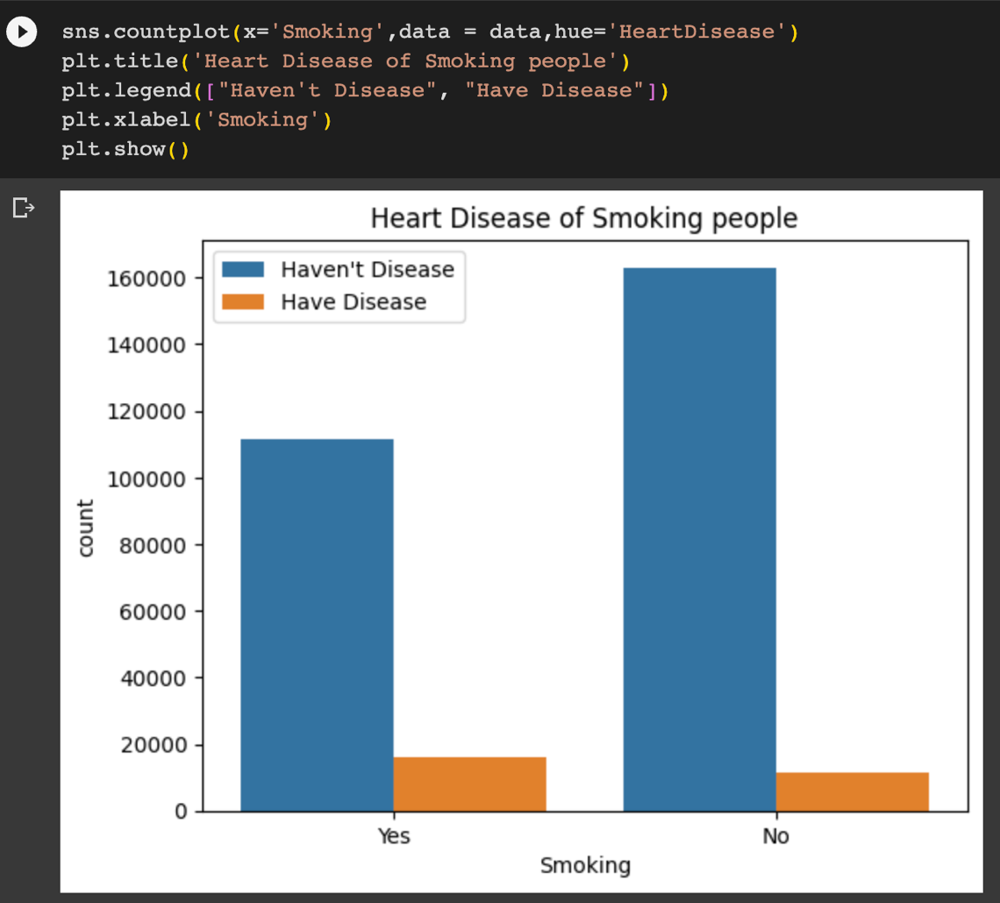 sns.countplot(x='Smoking',data = data,hue='HeartDisease')
plt.title('Heart Disease of Smoking people')
plt.legend(["Haven't Disease", "Have Disease"])
plt.xlabel('Smoking')
plt.show()
Heart Disease of Smoking people
Haven't Disease
Have Disease
160000
140000
120000
100000
80000
60000
40000
20000
0
count
Yes No
Smoking